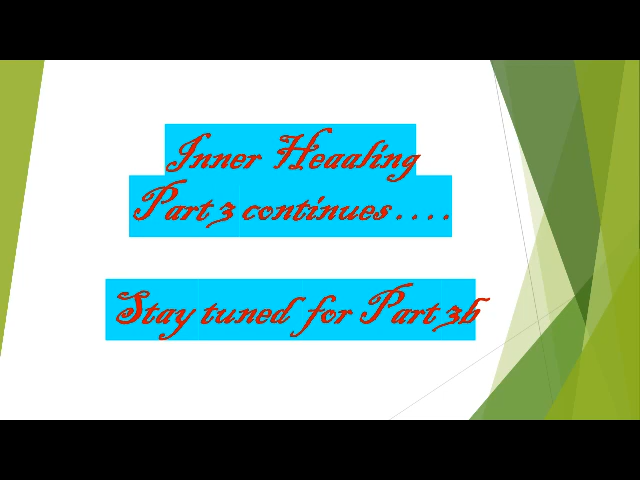 Inner Heaaling
Part 3 continues....
Stay tuned for Part 3b